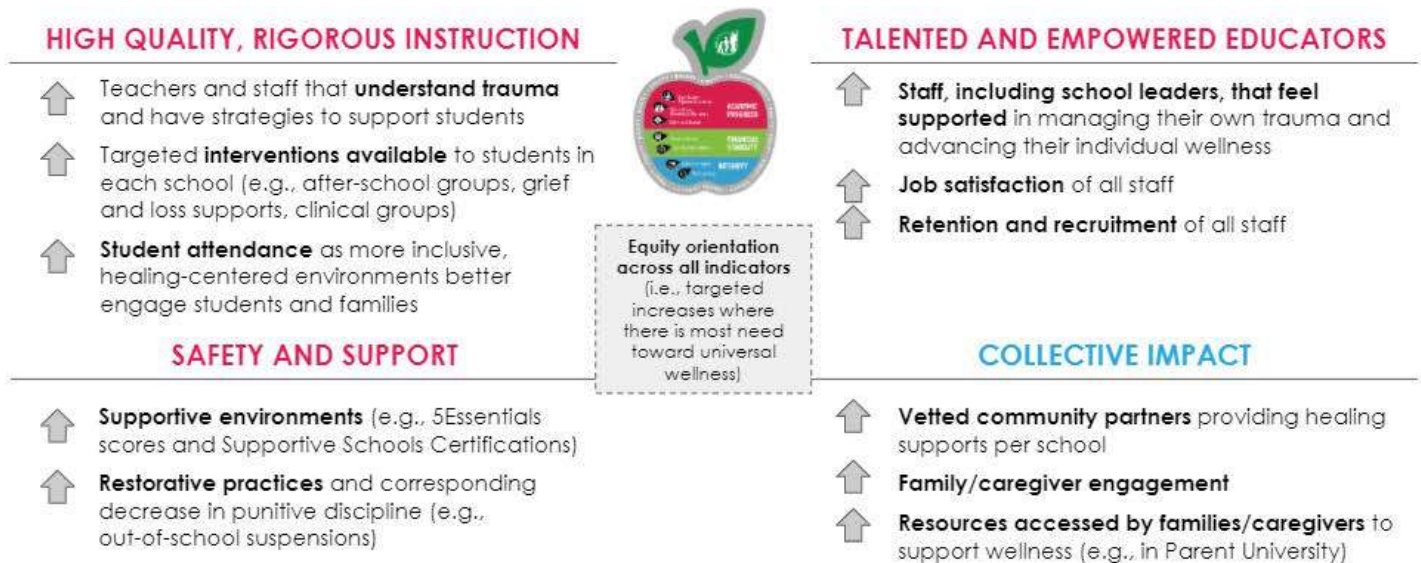 HIGH QUALITY, RIGOROUS INSTRUCTION
Teachers and staff that understand trauma
and have strategies to support students
Targeted interventions available to students in
each school (e.g., after-school groups, grief
and loss supports, clinical groups)
Student attendance as more inclusive,
healing-centered environments better
engage students and families
ACADEMIC
PROGRESS
FINANCIAL
STABILITY
INTEGRITY
Equity orientation
across all indicators
(i.e., targeted
increases where
there is most need
toward universal
wellness)
TALENTED AND EMPOWERED EDUCATORS
Staff, including school leaders, that feel
supported in managing their own trauma and
advancing their individual wellness
Job satisfaction of all staff
Retention and recruitment of all staff
SAFETY AND SUPPORT
Supportive environments (e.g., 5Essentials
scores and Supportive Schools Certifications)
Restorative practices and corresponding
decrease in punitive discipline (e.g.,
out-of-school suspensions)
COLLECTIVE IMPACT
Vetted community partners providing healing
supports per school
Family/caregiver engagement
Resources accessed by families/caregivers to
support wellness (e.g., in Parent University)